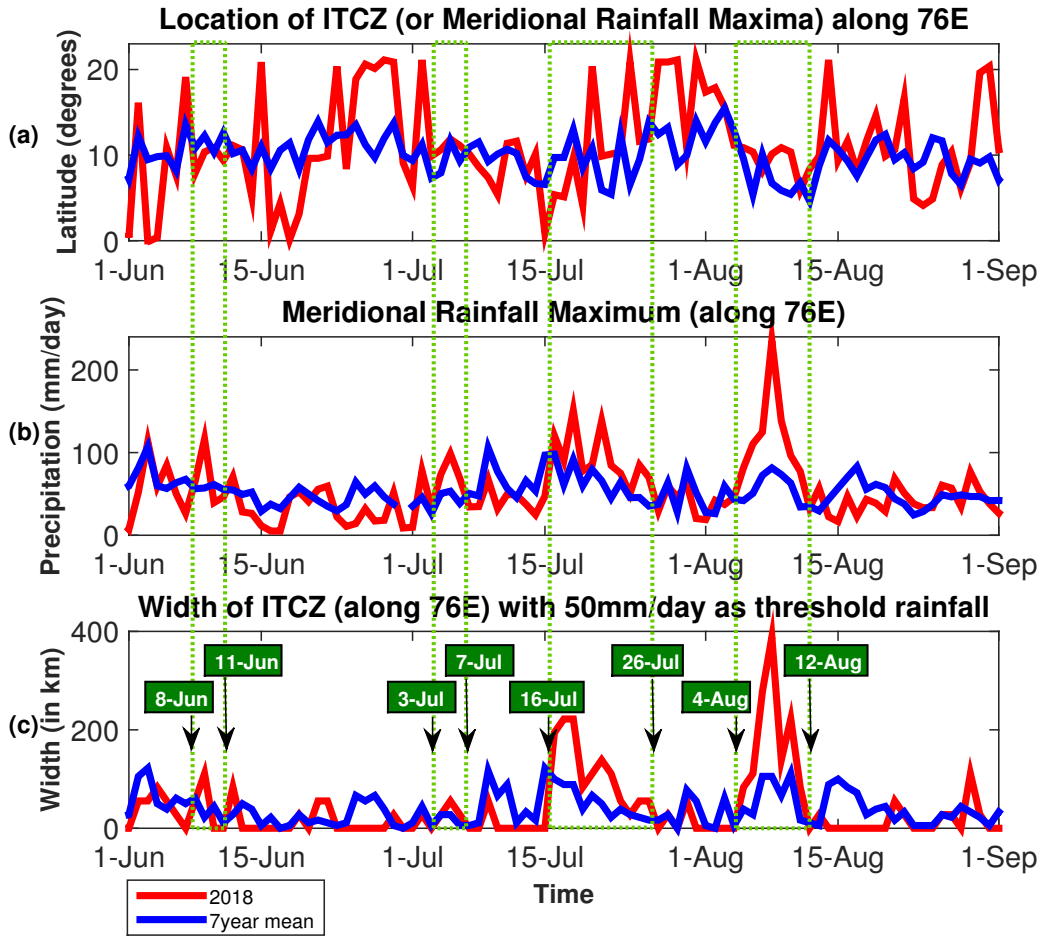 Location of ITCZ (or Meridional Rainfall Maxima) along 76E
(a)
Latitude (degrees)
20
10
0
1-Jun 15-Jun 1-Jul 15-Jul 1-Aug 15-Aug 1-Sep
Meridional Rainfall Maximum (along 76E)
(b)
Precipitation (mm/day)
200
100
0
1-Jun 15-Jun 1-Jul 15-Jul 1-Aug 15-Aug 1-Sep
Width of ITCZ (along 76E) with 50mm/day as threshold rainfall
(c)
Width (in km)
400
200
0
11-Jun 7-Jul 26-Jul 12-Aug
8-Jun 3-Jul 16-Jul 4-Aug
1-Jun 15-Jun 1-Jul 15-Jul 1-Aug 15-Aug 1-Sep
Time
2018
7year mean